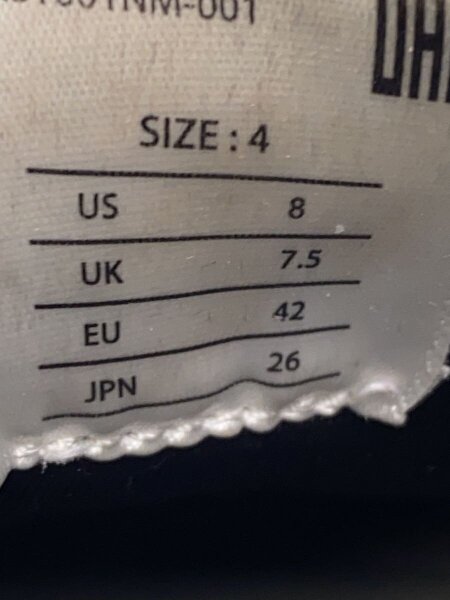 SIZE : 4
US 8
UK 7.5
EU 42
JPN 26